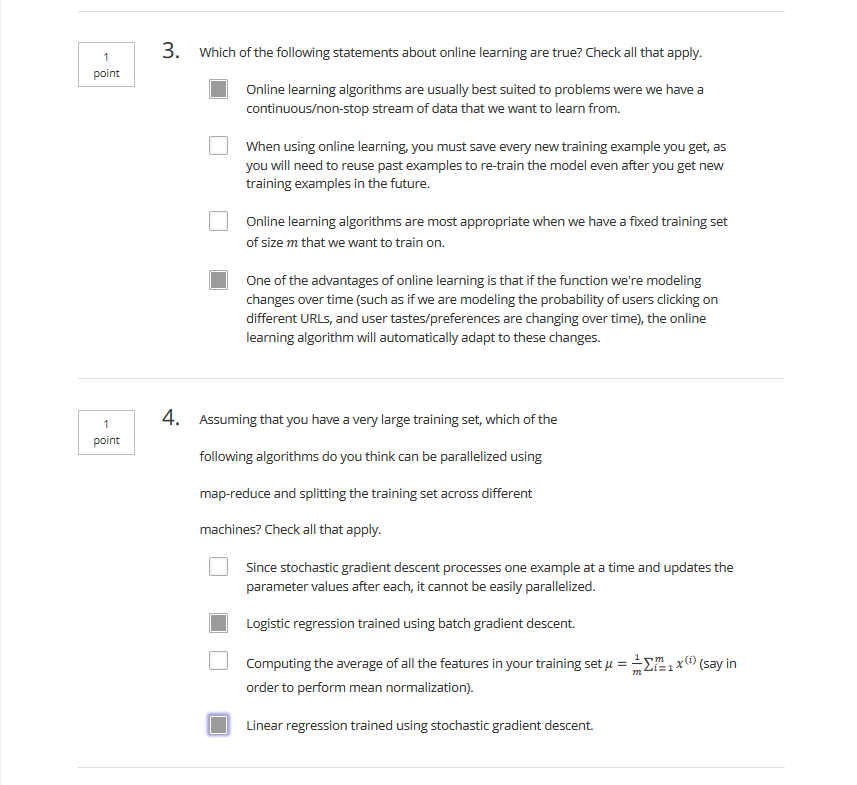 1
point
3. Which of the following statements about online learning are true? Check all that apply.
Online learning algorithms are usually best suited to problems were we have a
continuous/non-stop stream of data that we want to learn from.
When using online learning, you must save every new training example you get, as
you will need to reuse past examples to re-train the model even after you get new
training examples in the future.
Online learning algorithms are most appropriate when we have a fixed training set
of size m that we want to train on.
One of the advantages of online learning is that if the function we're modeling
changes over time (such as if we are modeling the probability of users clicking on
different URLs, and user tastes/preferences are changing over time), the online
learning algorithm will automatically adapt to these changes.
1
point
4. Assuming that you have a very large training set, which of the
following algorithms do you think can be parallelized using
map-reduce and splitting the training set across different
machines? Check all that apply.
Since stochastic gradient descent processes one example at a time and updates the
parameter values after each, it cannot be easily parallelized.
Logistic regression trained using batch gradient descent.
Computing the average of all the features in your training set μ = 1/m ∑ᵢ₌₁ᵐ x⁽ⁱ⁾ (say in
order to perform mean normalization).
Linear regression trained using stochastic gradient descent.